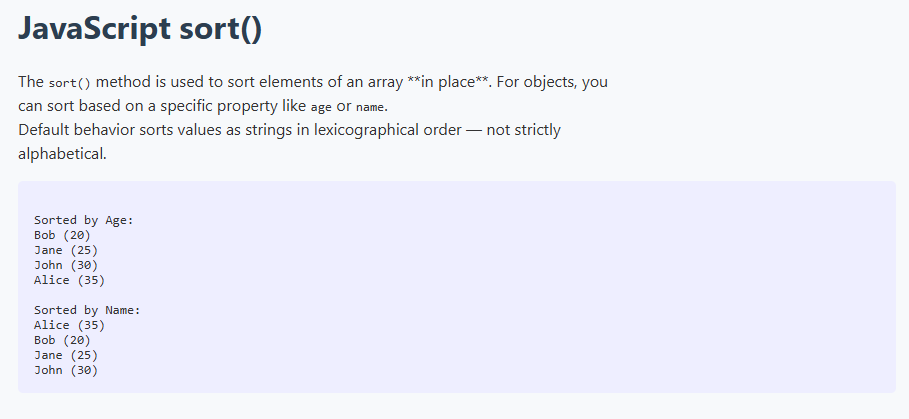 JavaScript sort()
The sort() method is used to sort elements of an array **in place**. For objects, you
can sort based on a specific property like age or name.
Default behavior sorts values as strings in lexicographical order — not strictly
alphabetical.
Sorted by Age:
Bob (20)
Jane (25)
John (30)
Alice (35)
Sorted by Name:
Alice (35)
Bob (20)
Jane (25)
John (30)